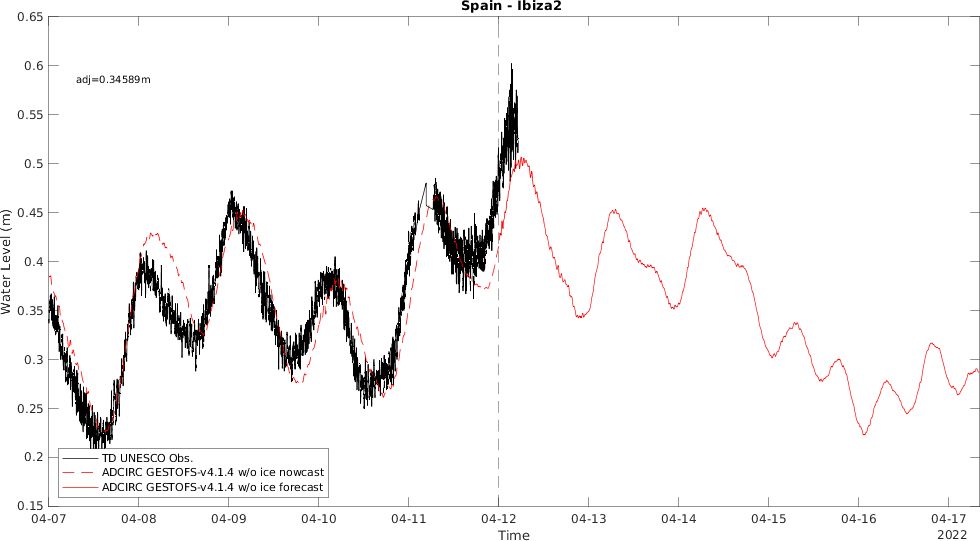 Spain - Ibiza2
0.65
0.6
0.55
0.5
0.45
0.4
0.35
0.3
0.25
0.2
0.15
Water Level (m)
adj=0.34589m
TD UNESCO Obs.
ADCIRC GESTOFS-v4.1.4 w/o ice nowcast
ADCIRC GESTOFS-v4.1.4 w/o ice forecast
04-07 04-08 04-09 04-10 04-11 04-12 04-13 04-14 04-15 04-16 04-17
Time
2022